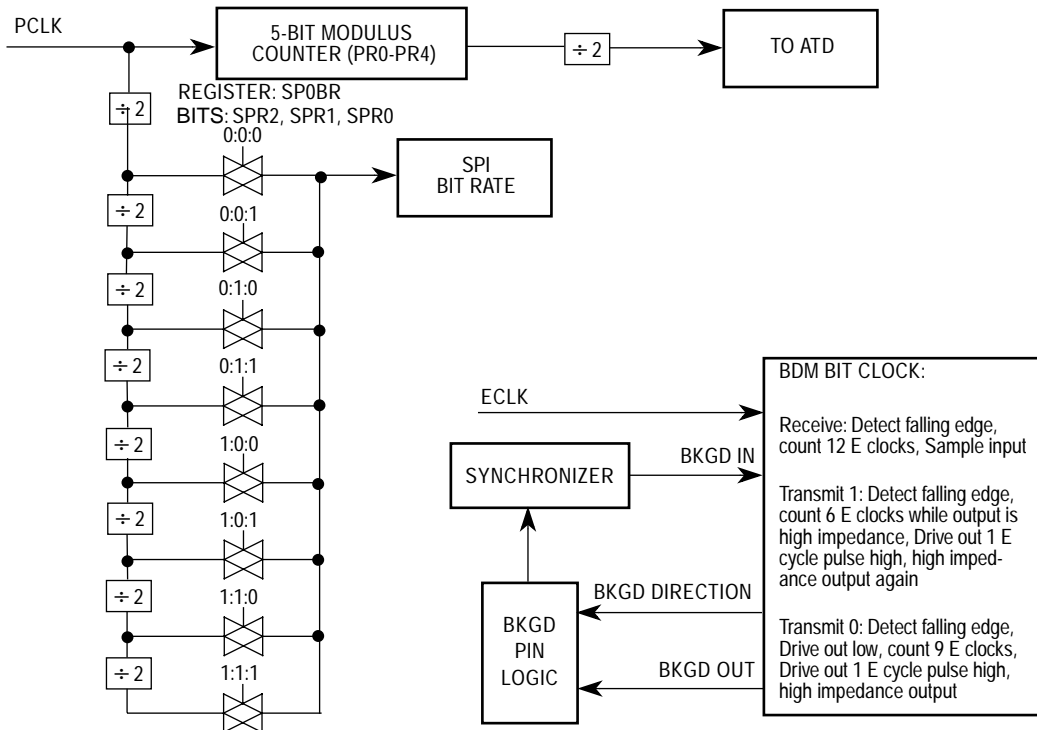 PCLK
5-BIT MODULUS
COUNTER (PR0-PR4)
÷ 2
TO ATD
÷ 2
REGISTER: SP0BR
BITS: SPR2, SPR1, SPR0
0:0:0
SPI
BIT RATE
÷ 2
0:0:1
÷ 2
0:1:0
÷ 2
0:1:1
÷ 2
1:0:0
÷ 2
1:0:1
÷ 2
1:1:0
÷ 2
1:1:1
ECLK
SYNCHRONIZER
BKGD IN
BKGD DIRECTION
BKGD
PIN
LOGIC
BKGD OUT
BDM BIT CLOCK:
Receive: Detect falling edge,
count 12 E clocks, Sample input
Transmit 1: Detect falling edge,
count 6 E clocks while output is
high impedance, Drive out 1 E
cycle pulse high, high imped-
ance output again
Transmit 0: Detect falling edge,
Drive out low, count 9 E clocks,
Drive out 1 E cycle pulse high,
high impedance output